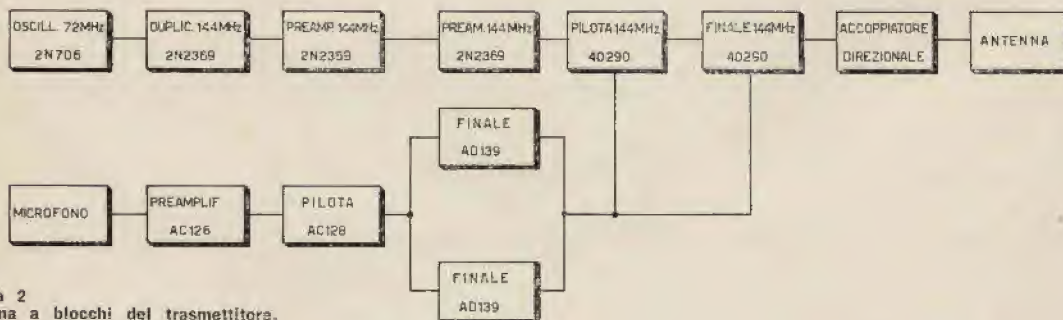 OSCILL. 72MHz
2N706
DUPLIC. 144MHz
2N2369
PREAMP. 144MHz
2N2369
PREAM. 144MHz
2N2369
PILOTA 144MHz
40290
FINALE 144MHz
40290
ACCOPPIATORE
DIREZIONALE
ANTENNA
FINALE
AD139
MICROFONO
PREAMPLIF
AC126
PILOTA
AC128
FINALE
AD139
a 2
na a blocchi del trasmettitore.